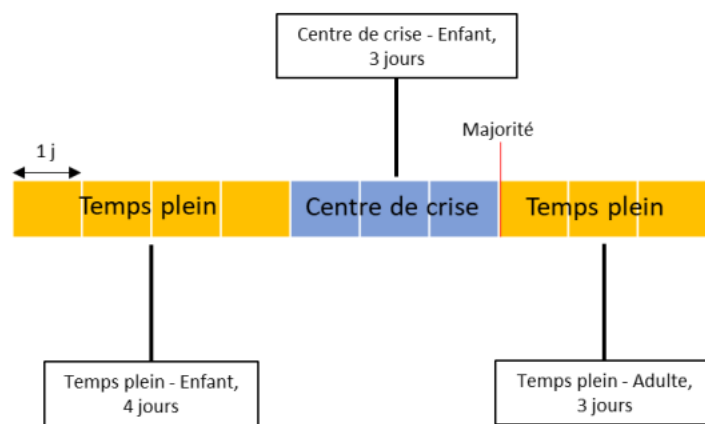 Centre de crise - Enfant,
3 jours
Majorité
1 j
Temps plein
Centre de crise
Temps plein
Temps plein - Enfant,
4 jours
Temps plein - Adulte,
3 jours